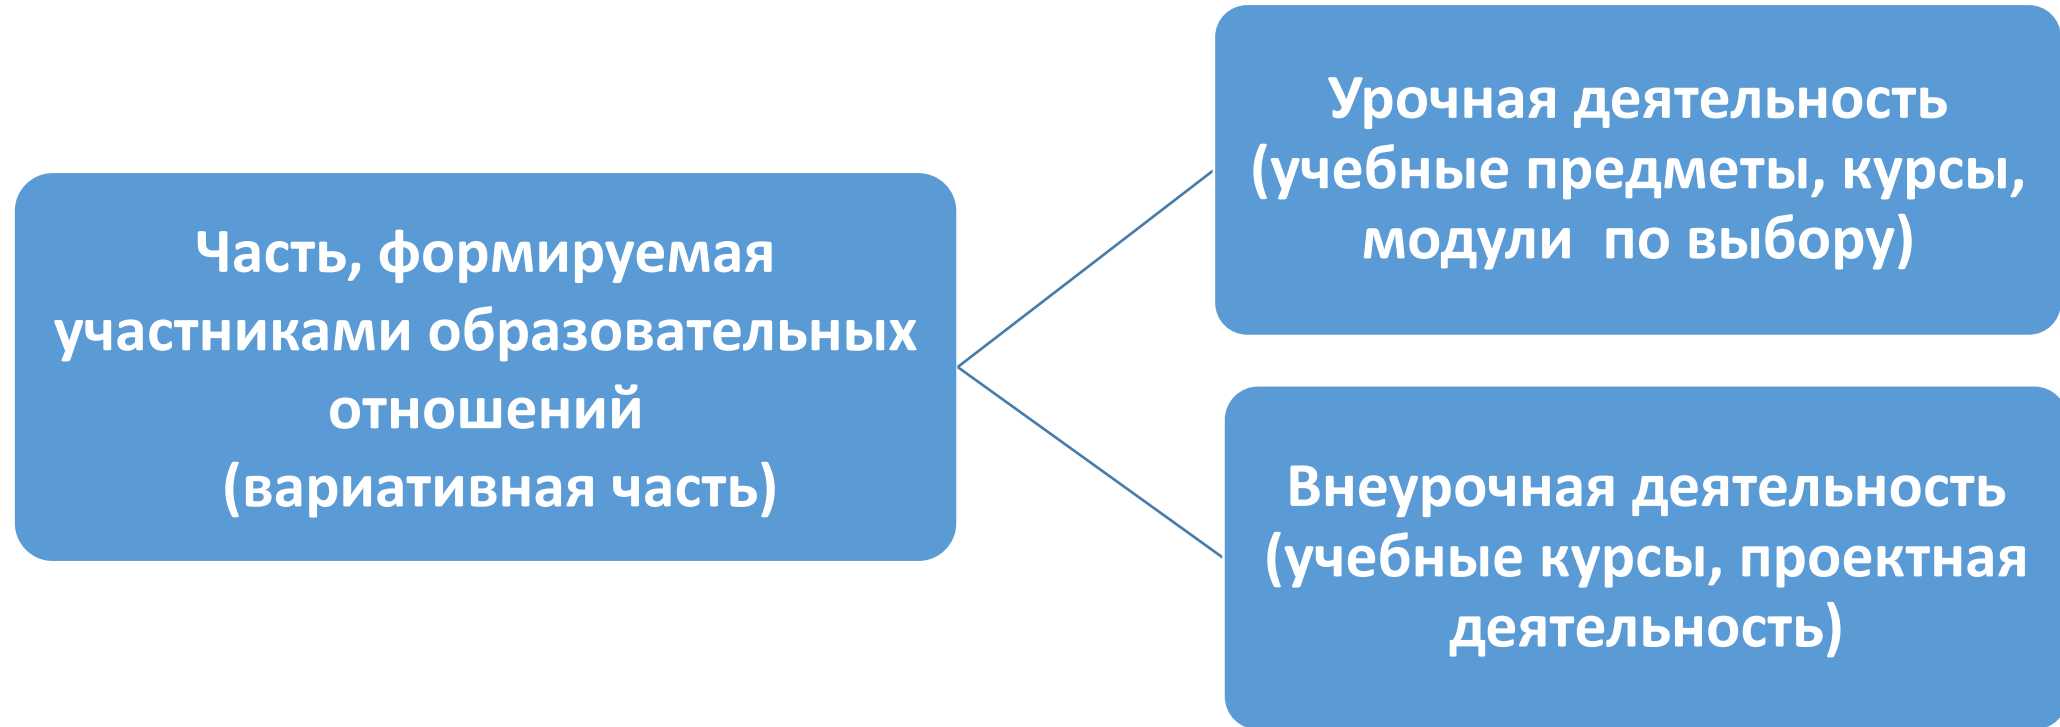 Часть, формируемая
участниками образовательных
отношений
(вариативная часть)
Урочная деятельность
(учебные предметы, курсы,
модули  по выбору)
Внеурочная деятельность
(учебные курсы, проектная
деятельность)